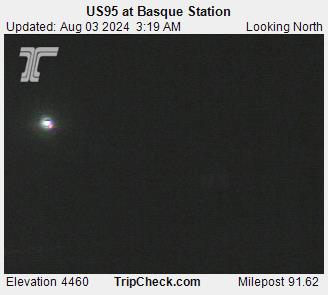 US95 at Basque Station
Updated: Aug 03 2024 3:19 AM Looking North
Elevation 4460 TripCheck.com Milepost 91.62